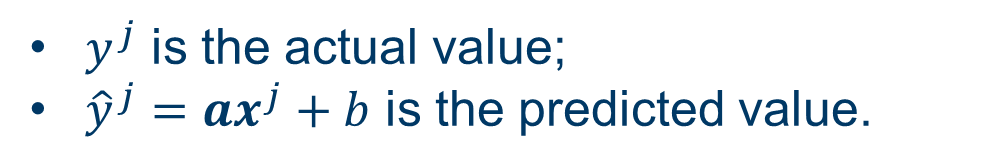 • y^j is the actual value;
• ŷ^j = ax^j + b is the predicted value.